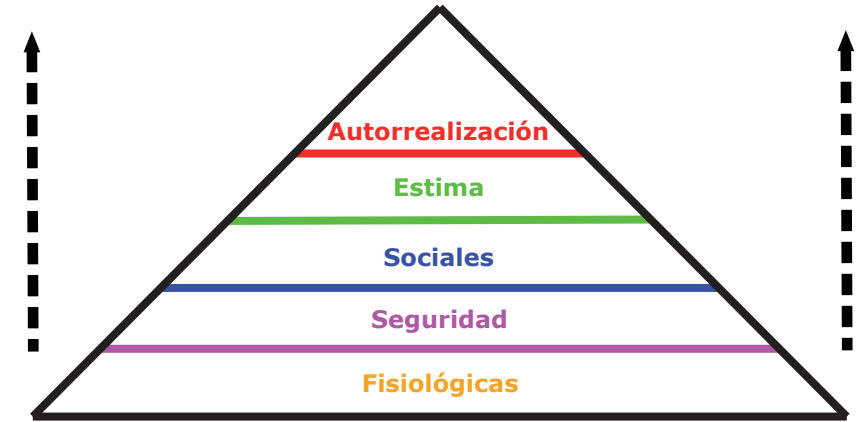 Autorrealización
Estima
Sociales
Seguridad
Fisiológicas